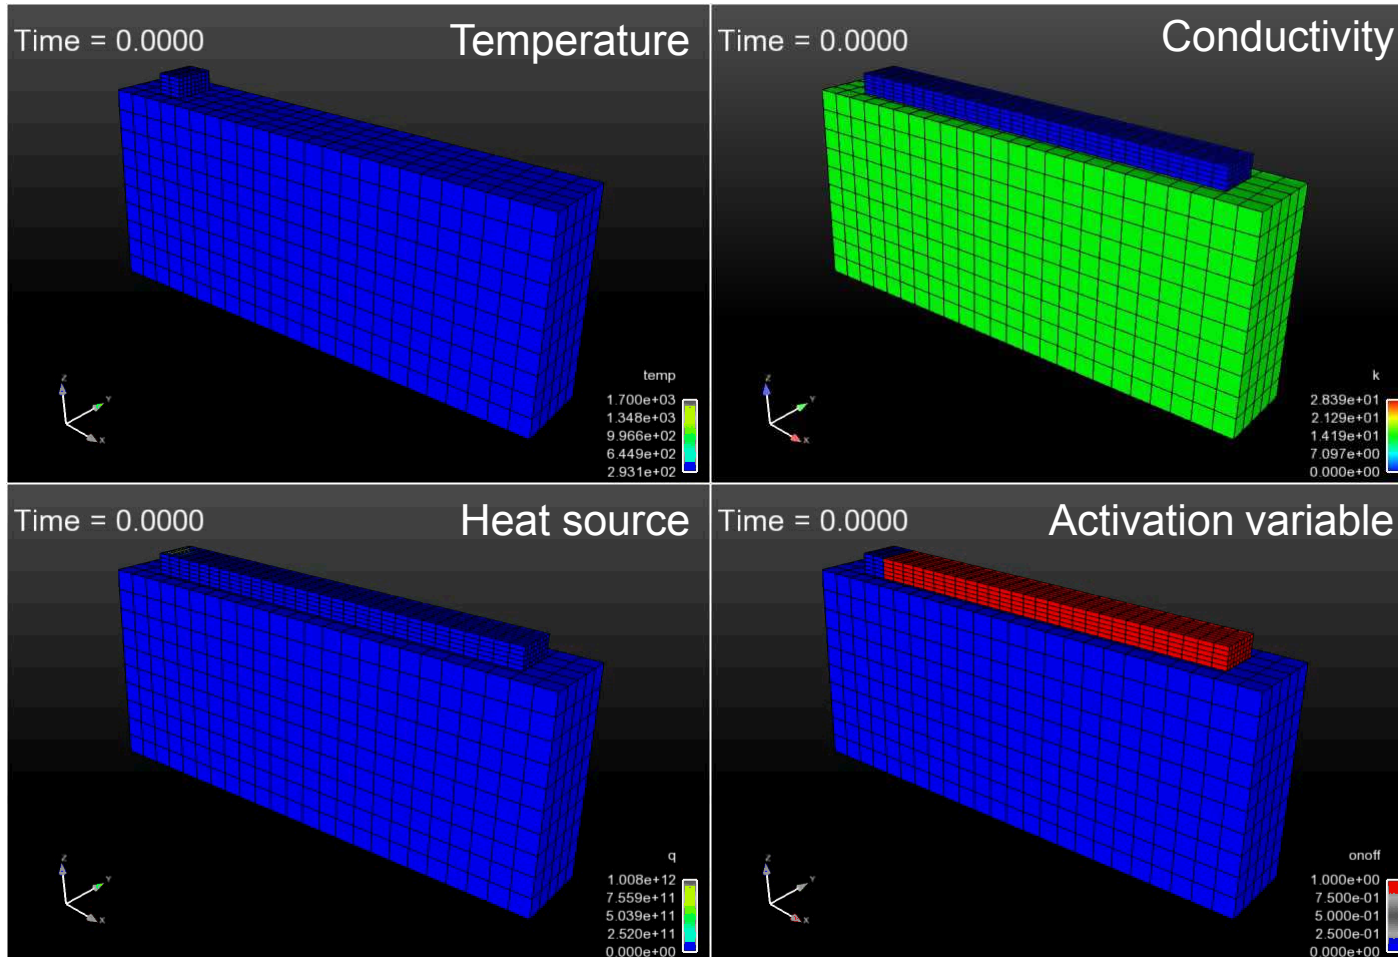 Time = 0.0000
Temperature
Z
Y
X
temp
1.700e+03
1.348e+03
9.966e+02
6.449e+02
2.931e+02
Time = 0.0000
Conductivity
Z
Y
X
k
2.839e+01
2.129e+01
1.419e+01
7.097e+00
0.000e+00
Time = 0.0000
Heat source
Z
Y
X
q
1.008e+12
7.559e+11
5.039e+11
2.520e+11
0.000e+00
Time = 0.0000
Activation variable
Z
Y
X
onoff
1.000e+00
7.500e-01
5.000e-01
2.500e-01
0.000e+00